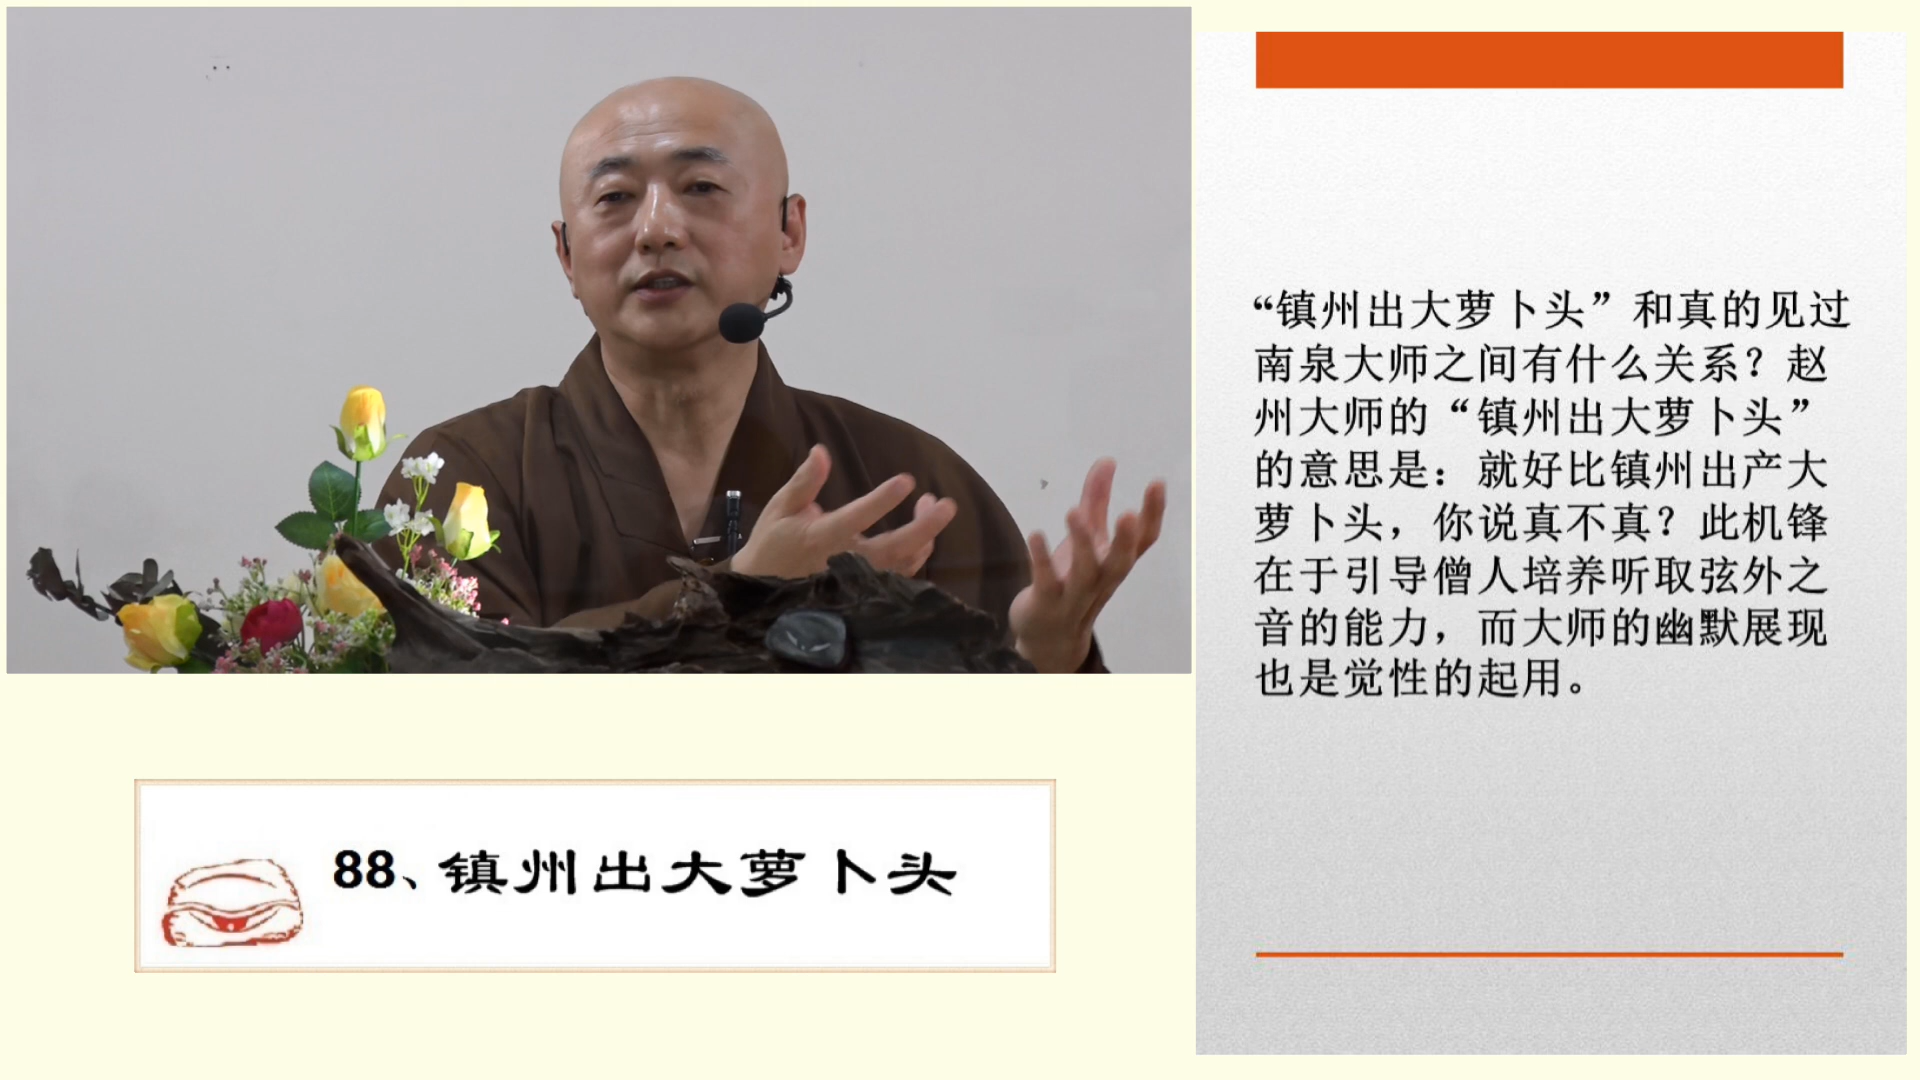 “镇州出大萝卜头”和真的见过
南泉大师之间有什么关系？赵
州大师的“镇州出大萝卜头”
的意思是：就好比镇州出产大
萝卜头，你说真不真？此机锋
在于引导僧人培养听取弦外之
音的能力，而大师的幽默展现
也是觉性的起用。
88、镇州出大萝卜头